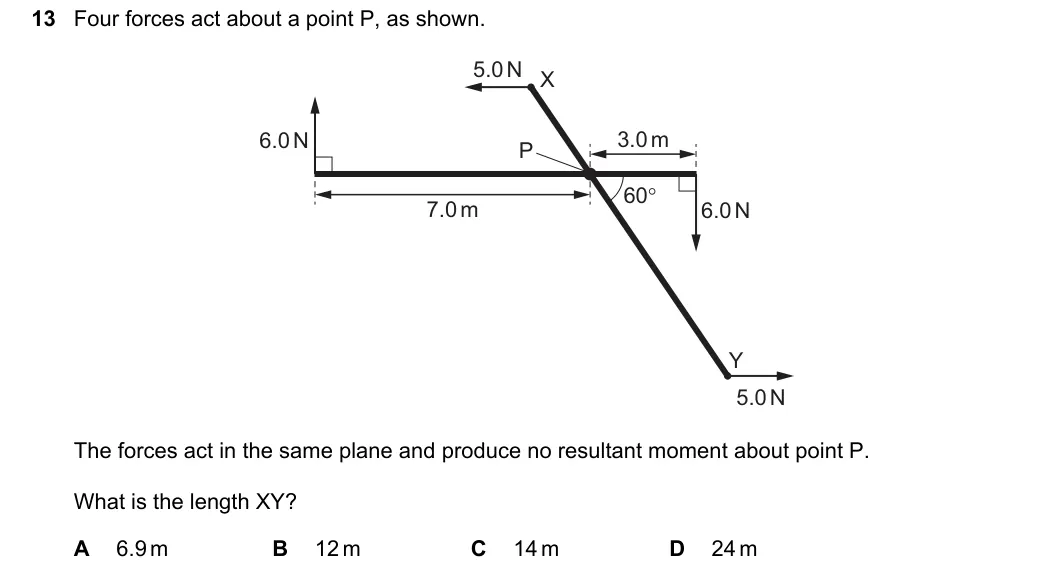 13 Four forces act about a point P, as shown.
5.0 N X
6.0 N
P
3.0 m
60°
7.0 m
6.0 N
Y
5.0 N
The forces act in the same plane and produce no resultant moment about point P.
What is the length XY?
A 6.9 m B 12 m C 14 m D 24 m